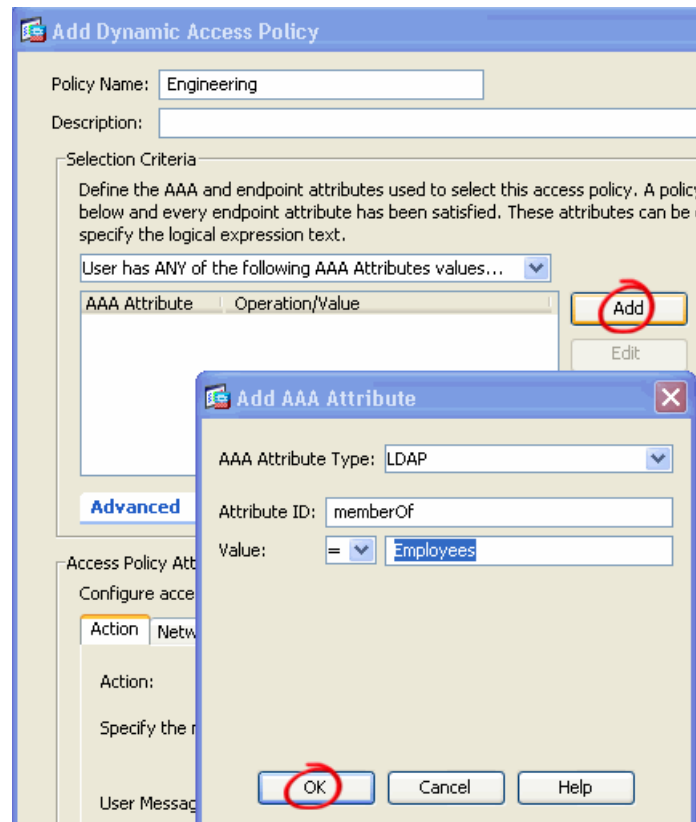 Add Dynamic Access Policy
Policy Name: Engineering
Description:
Selection Criteria
Define the AAA and endpoint attributes used to select this access policy. A policy
below and every endpoint attribute has been satisfied. These attributes can be
specify the logical expression text.
User has ANY of the following AAA Attributes values...
AAA Attribute Operation/Value
Add
Edit
Add AAA Attribute
AAA Attribute Type: LDAP
Attribute ID: memberOf
Value: = Employees
Advanced
Access Policy Att
Configure acce
Action Netw
Action:
Specify the r
User Messag
OK Cancel Help